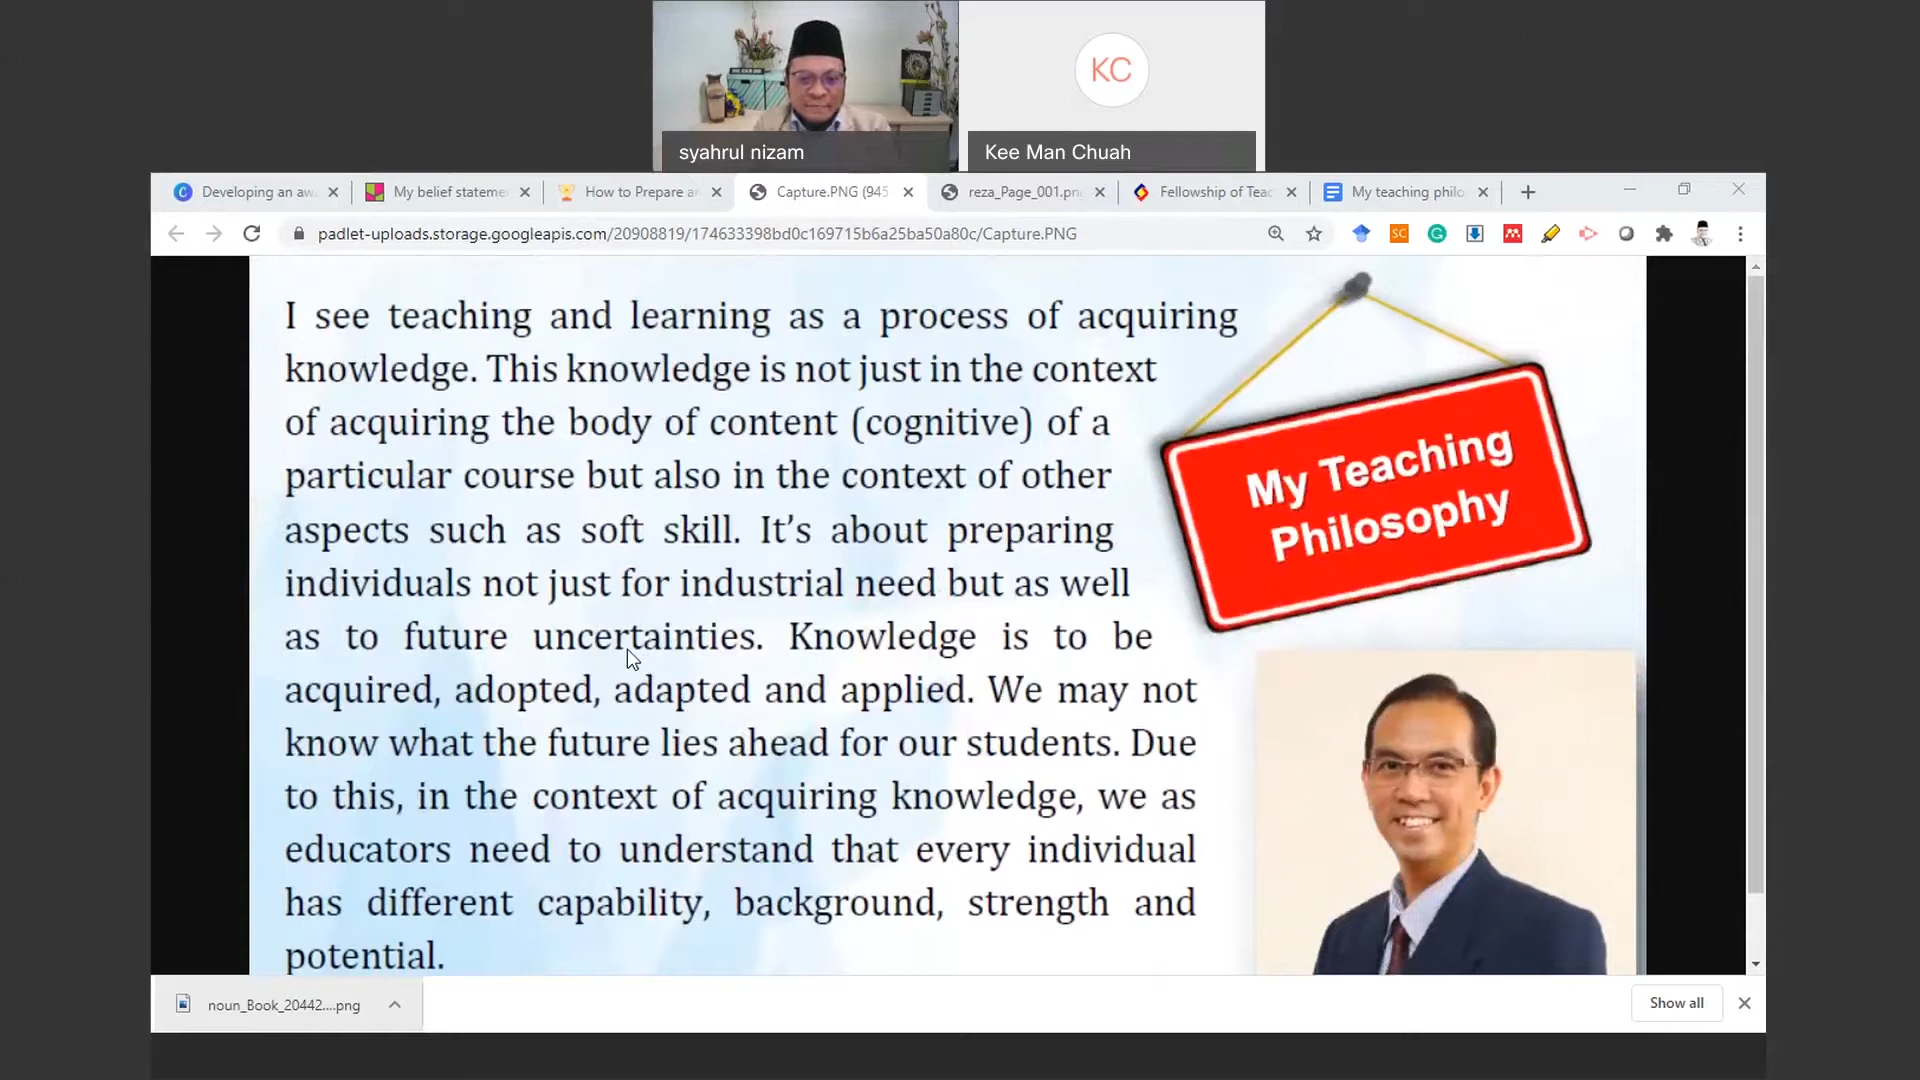 KC
syahrul nizam
Kee Man Chuah
Developing an aw
My belief stateme
How to Prepare a
Capture.PNG (945
reza_Page_001.pn
Fellowship of Teac
My teaching philo
padlet-uploads.storage.googleapis.com/20908819/174633398bd0c169715b6a25ba50a80c/Capture.PNG
SC
I see teaching and learning as a process of acquiring
knowledge. This knowledge is not just in the context
of acquiring the body of content (cognitive) of a
particular course but also in the context of other
aspects such as soft skill. It’s about preparing
individuals not just for industrial need but as well
as to future uncertainties. Knowledge is to be
acquired, adopted, adapted and applied. We may not
know what the future lies ahead for our students. Due
to this, in the context of acquiring knowledge, we as
educators need to understand that every individual
has different capability, background, strength and
potential.
My Teaching
Philosophy
noun_Book_20442....png
Show all